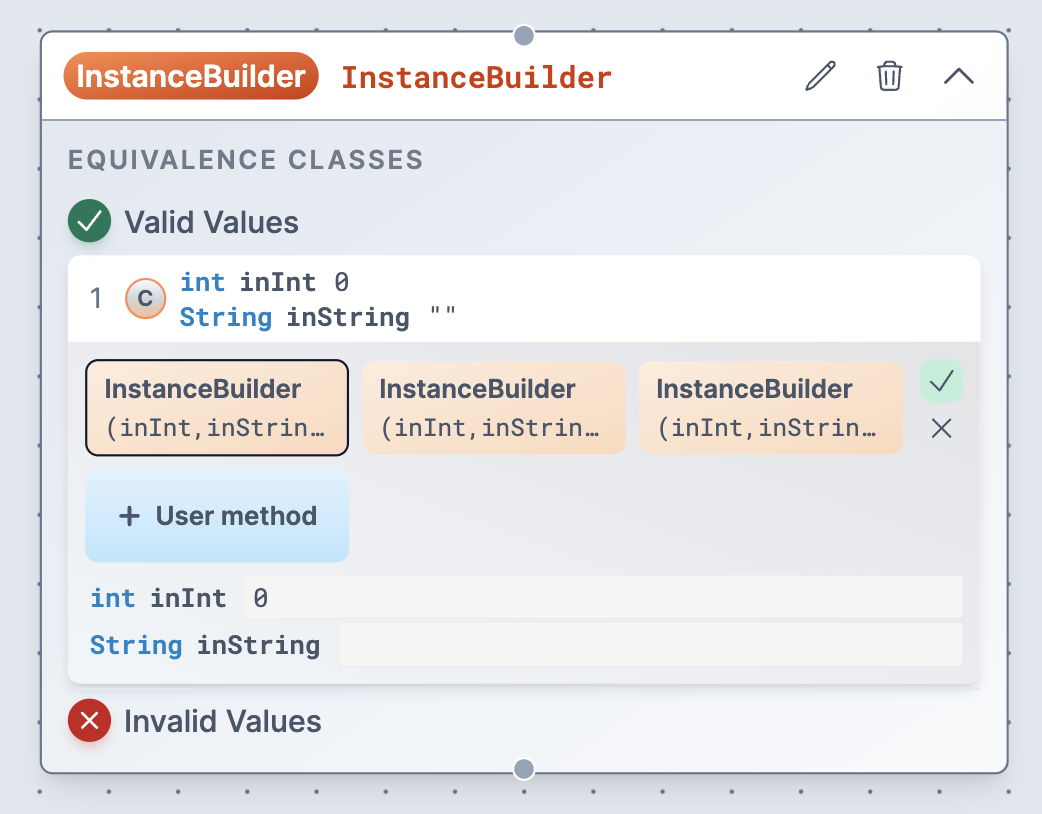 InstanceBuilder InstanceBuilder
EQUIVALENCE CLASSES
Valid Values
1 C int inInt 0
String inString ""
InstanceBuilder InstanceBuilder InstanceBuilder
(inInt,inStrin… (inInt,inStrin… (inInt,inStrin…
+ User method
int inInt 0
String inString
Invalid Values